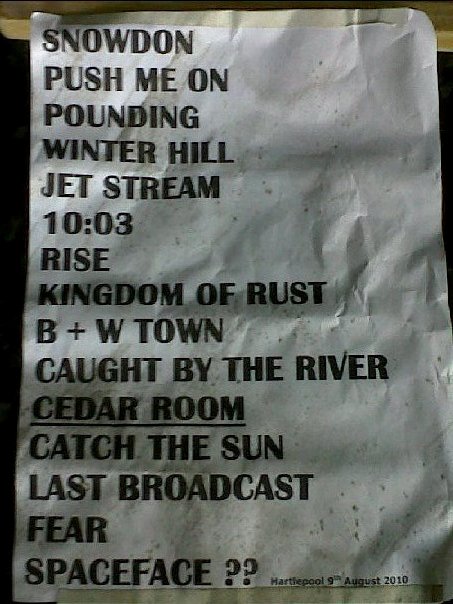 SNOWDON
PUSH ME ON
POUNDING
WINTER HILL
JET STREAM
10:03
RISE
KINGDOM OF RUST
B + W TOWN
CAUGHT BY THE RIVER
CEDAR ROOM
CATCH THE SUN
LAST BROADCAST
FEAR
SPACEFACE ?? Hartlepool 9th August 2010